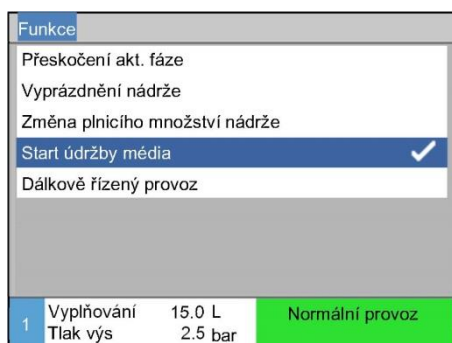 Funkce
Přeskočení akt. fáze
Vyprázdnění nádrže
Změna plnicího množství nádrže
Start údržby média
Dálkově řízený provoz
1 Vyplňování 15.0 L Normální provoz
Tlak výs 2.5 bar